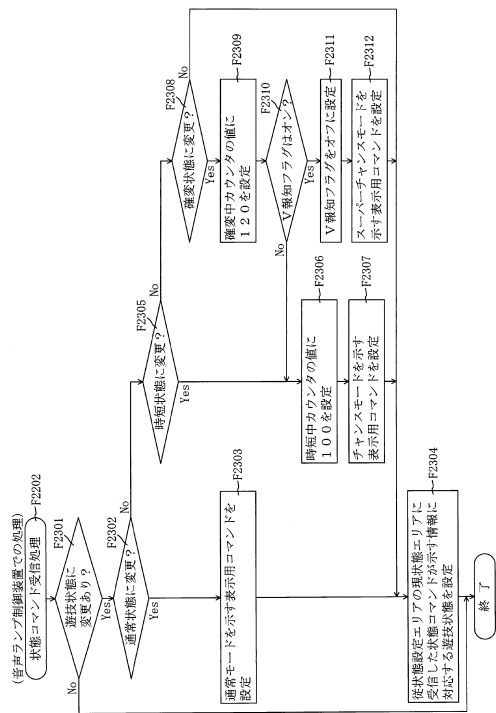 (音声ランプ制御装置での処理)
状態コマンド受信処理
F2202
F2301
遊技状態に
変更あり?
No
Yes
F2302
通常状態に変更?
No
Yes
F2303
通常モードを示す表示用コマンドを
設定
F2305
時短状態に変更?
No
Yes
F2306
時短中カウンタの値に
100を設定
F2307
チャンスモードを示す
表示用コマンドを設定
F2308
確変状態に変更?
No
Yes
F2309
確変中カウンタの値に
120を設定
F2310
V報知フラグはオン?
No
Yes
F2311
V報知フラグをオフに設定
F2312
スーパーチャンスモードを
示す表示用コマンドを設定
F2304
従状態設定エリアの現状態エリアに
受信した状態コマンドが示す情報に
対応する遊技状態を設定
終了